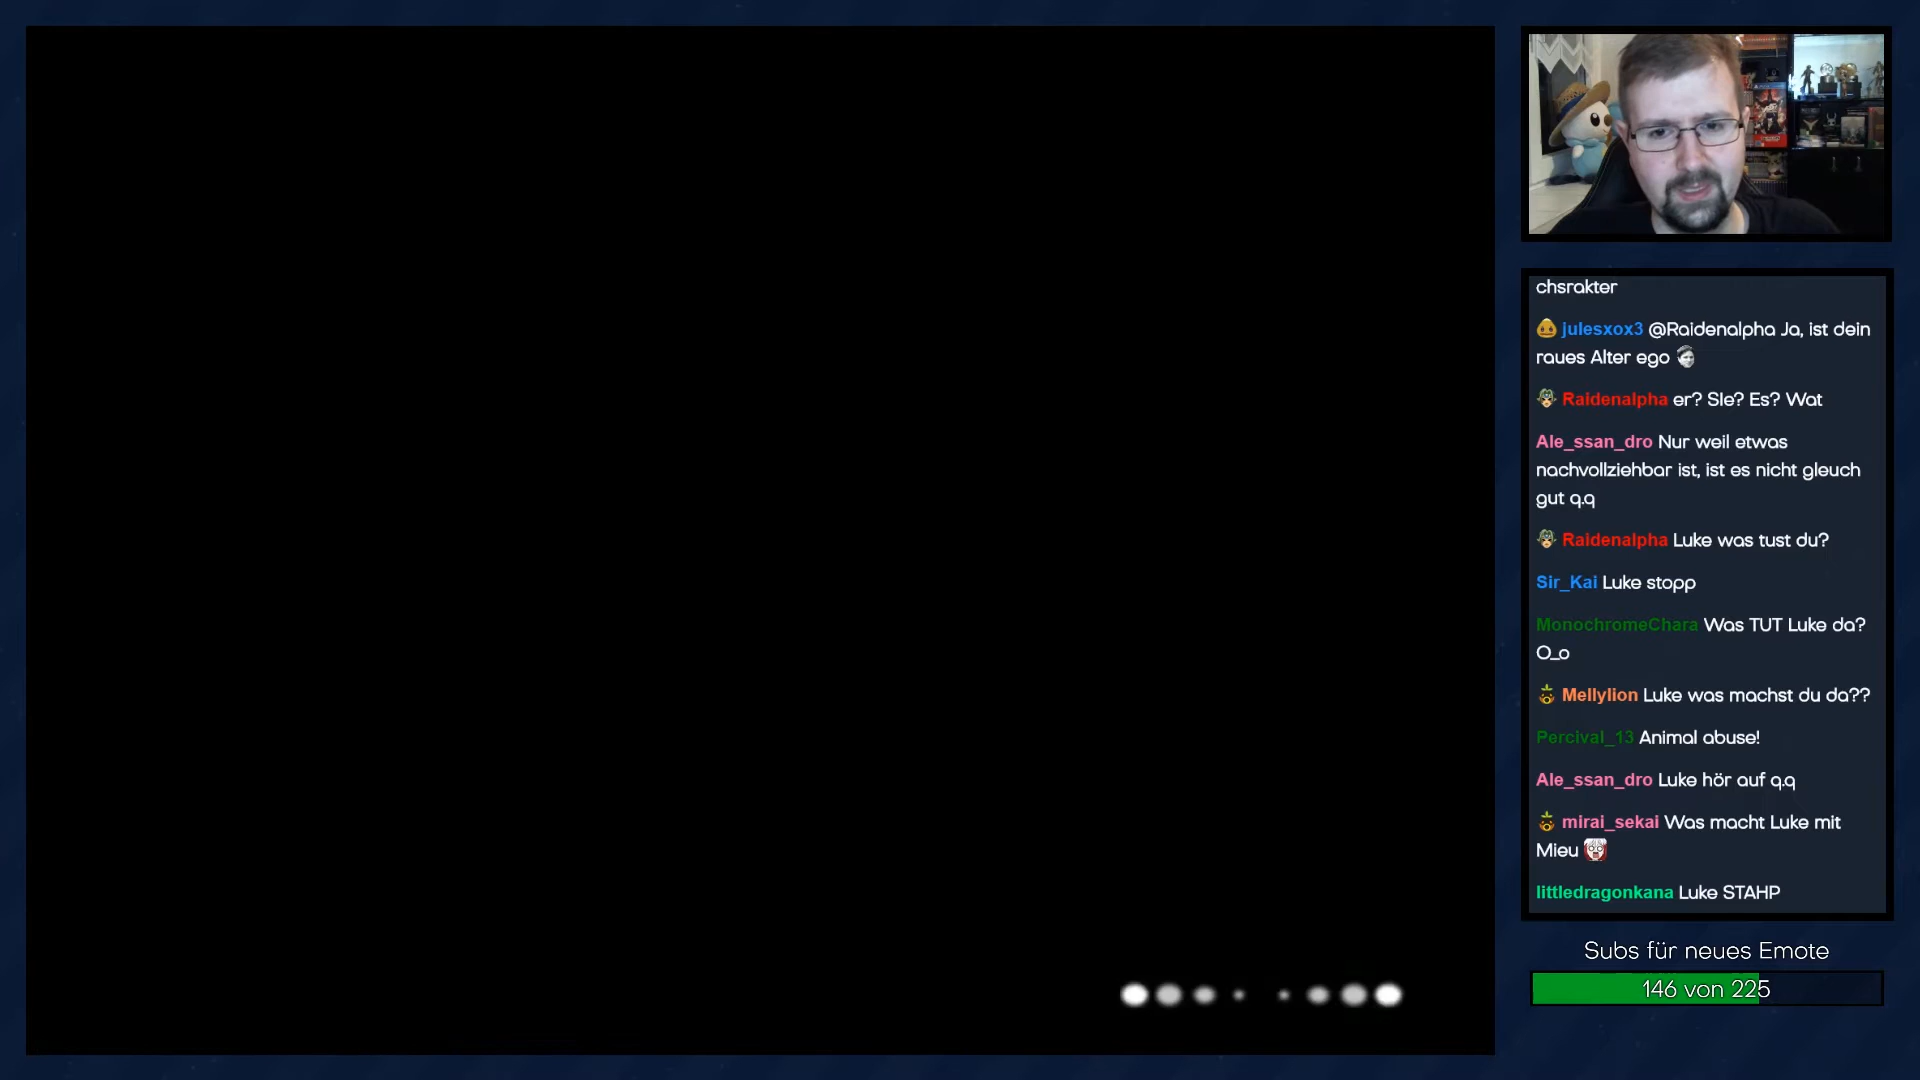 chsrakter
julesxox3 @Raidenalpha Ja, ist dein
raues Alter ego
Raidenalpha er? SIe? Es? Wat
Ale_ssan_dro Nur weil etwas
nachvollziehbar ist, ist es nicht gleuch
gut q.q
Raidenalpha Luke was tust du?
Sir_Kai Luke stopp
MonochromeChara Was TUT Luke da?
O_o
Mellylion Luke was machst du da??
Percival_13 Animal abuse!
Ale_ssan_dro Luke hör auf q.q
mirai_sekai Was macht Luke mit
Mieu
littledragonkana Luke STAHP
Subs für neues Emote
146 von 225